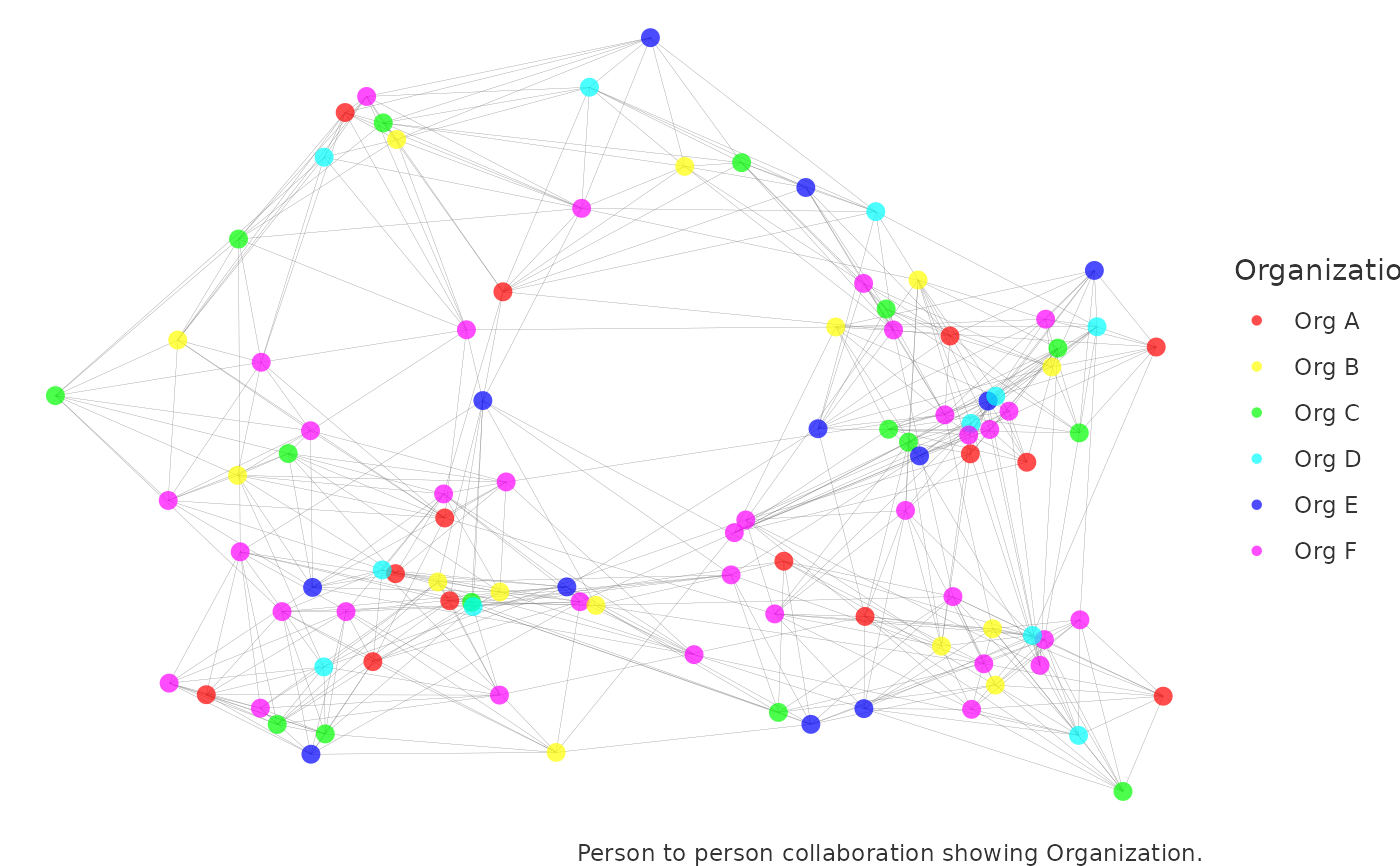 Organizatio
Org A
Org B
Org C
Org D
Org E
Org F
Person to person collaboration showing Organization.